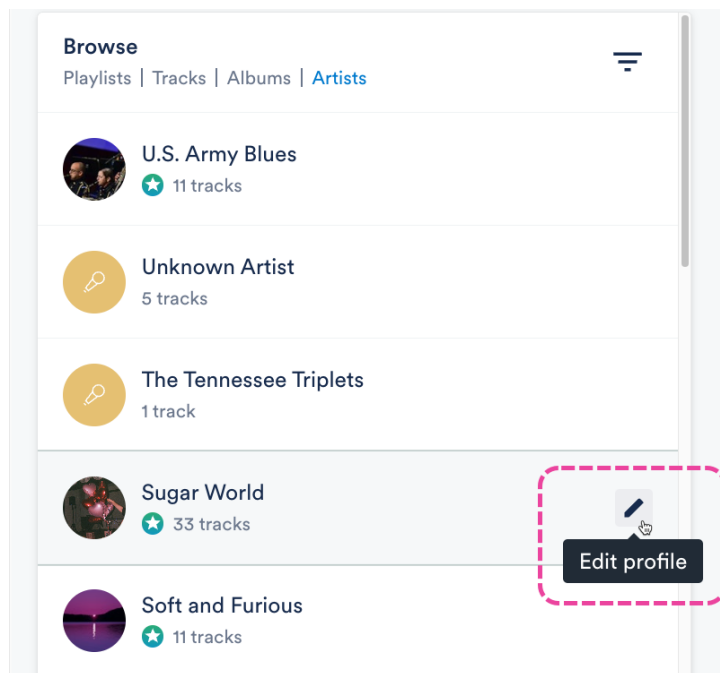 Browse
Playlists | Tracks | Albums | Artists
U.S. Army Blues
11 tracks
Unknown Artist
5 tracks
The Tennessee Triplets
1 track
Sugar World
33 tracks
Edit profile
Soft and Furious
11 tracks